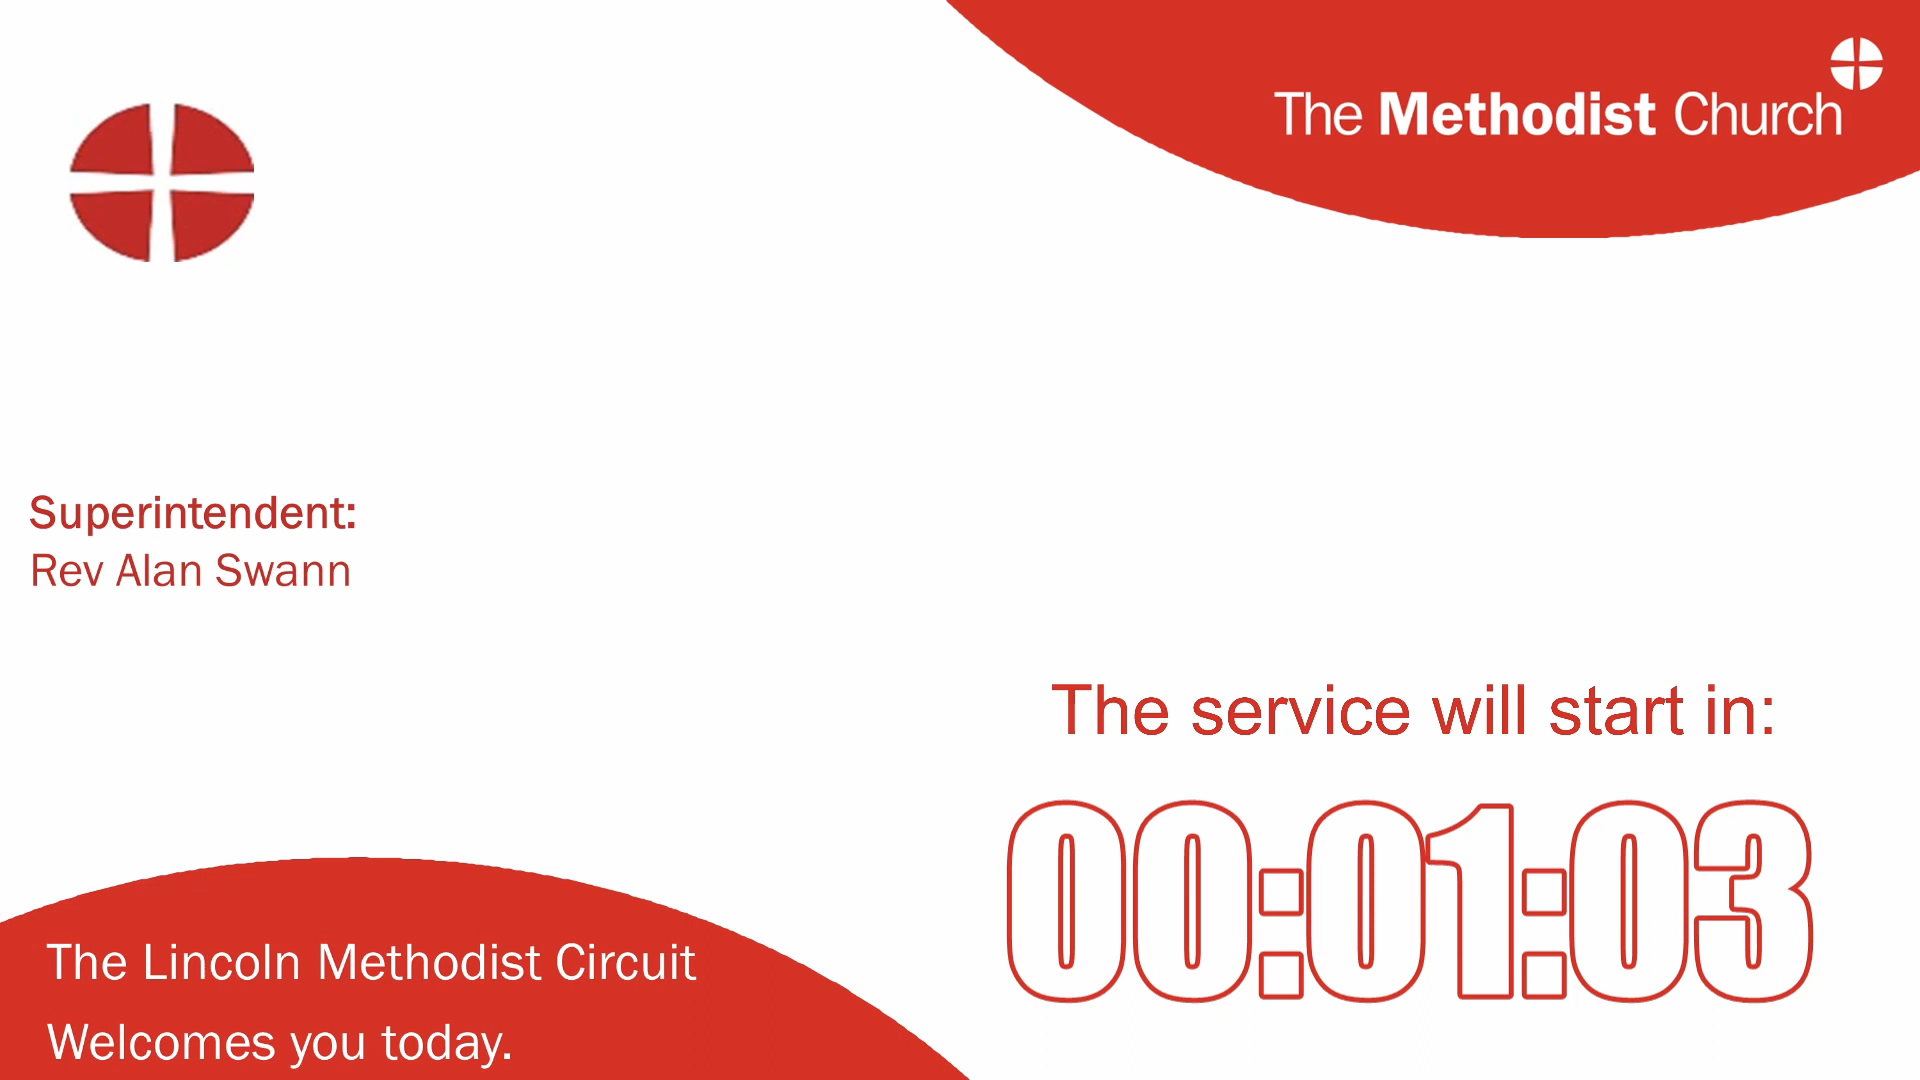 The Methodist Church
Superintendent:
Rev Alan Swann
The service will start in:
00:01:03
The Lincoln Methodist Circuit
Welcomes you today.